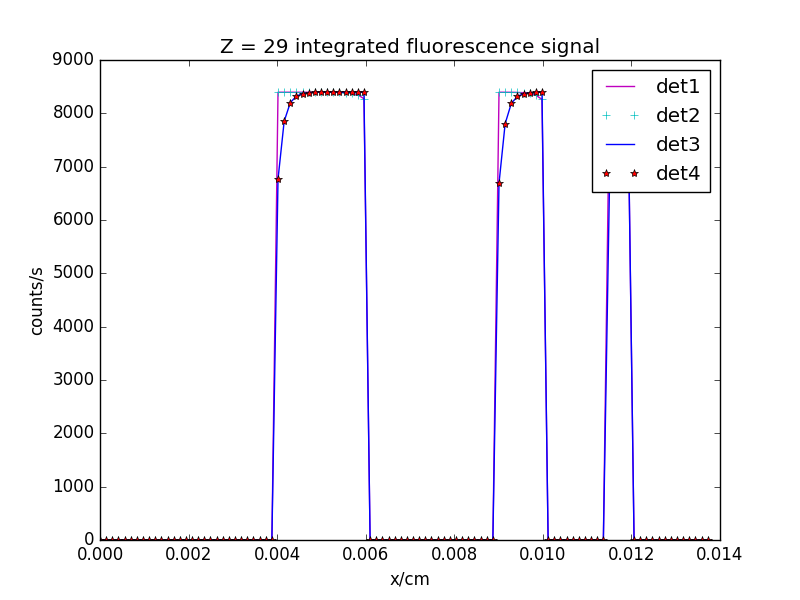 Z = 29 integrated fluorescence signal
9000
8000
7000
6000
5000
4000
3000
2000
1000
0
counts/s
det1
det2
det3
det4
0.000 0.002 0.004 0.006 0.008 0.010 0.012 0.014
x/cm